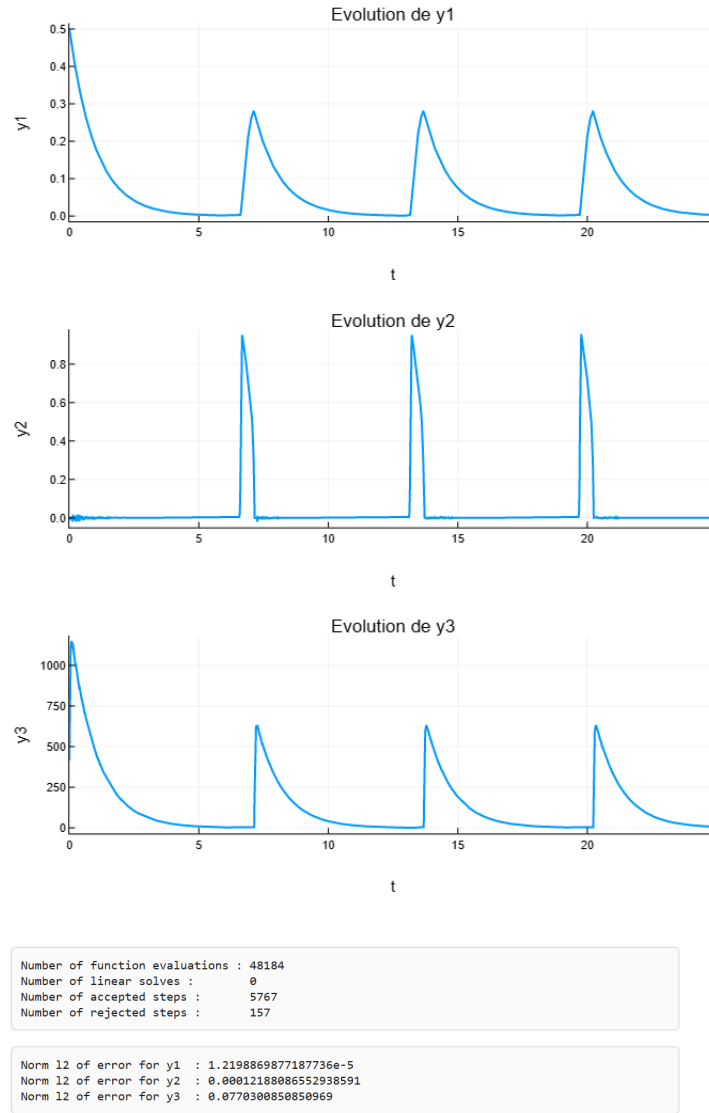 Evolution de y1
0.5
0.4
0.3
0.2
0.1
0.0
y1
0 5 10 15 20
t
Evolution de y2
0.8
0.6
0.4
0.2
0.0
y2
0 5 10 15 20
t
Evolution de y3
1000
750
500
250
0
y3
0 5 10 15 20
t
Number of function evaluations : 48184
Number of linear solves : 0
Number of accepted steps : 5767
Number of rejected steps : 157
Norm l2 of error for y1 : 1.2198869877187736e-5
Norm l2 of error for y2 : 0.00012188086552938591
Norm l2 of error for y3 : 0.0770300850850969